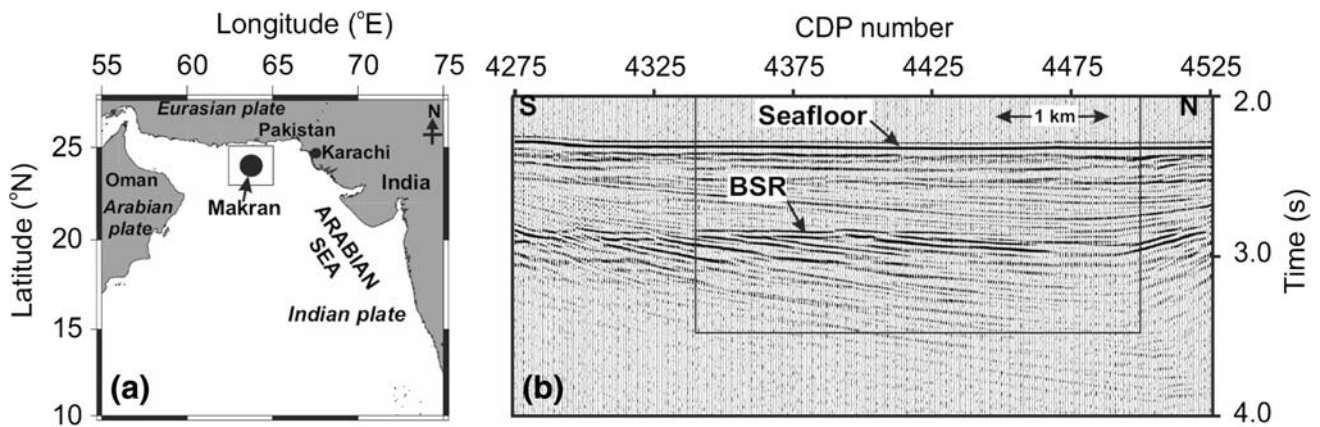 Longitude (°E)
55 60 65 70 75
Latitude (°N)
25
20
15
10
Eurasian plate
N
Pakistan
Karachi
Oman
India
Arabian
plate
Makran
ARABIAN
SEA
Indian plate
(a)
CDP number
4275 4325 4375 4425 4475 4525
S
N
Seafloor
1 km
BSR
(b)
2.0
3.0
4.0
Time (s)